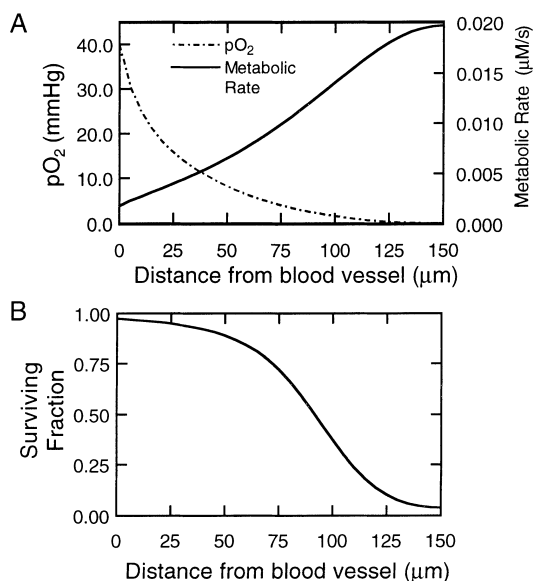 A
pO2
Metabolic
Rate
40.0
30.0
20.0
10.0
0.0
pO2 (mmHg)
0.020
0.015
0.010
0.005
0.000
Metabolic Rate (μM/s)
0 25 50 75 100 125 150
Distance from blood vessel (μm)
B
1.00
0.75
0.50
0.25
0.00
Surviving
Fraction
0 25 50 75 100 125 150
Distance from blood vessel (μm)